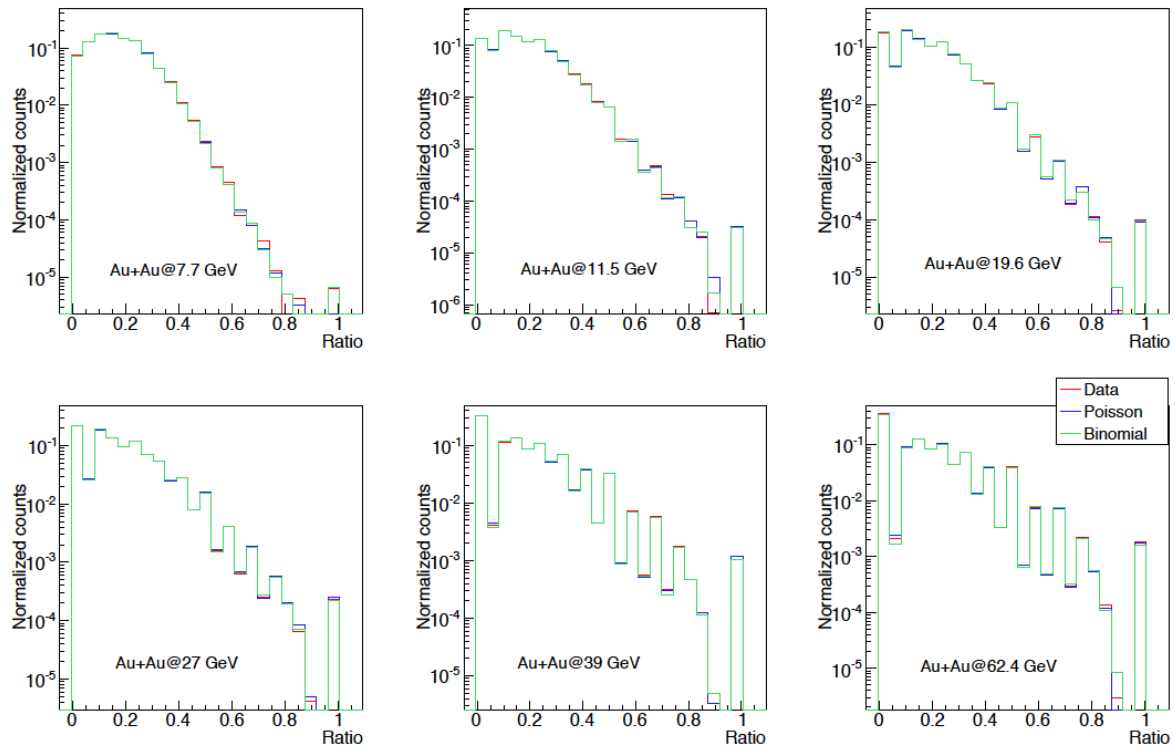 Normalized counts
10⁻¹
10⁻²
10⁻³
10⁻⁴
10⁻⁵
Au+Au@7.7 GeV
0 0.2 0.4 0.6 0.8 1
Ratio
Normalized counts
10⁻¹
10⁻²
10⁻³
10⁻⁴
10⁻⁵
10⁻⁶
Au+Au@11.5 GeV
0 0.2 0.4 0.6 0.8 1
Ratio
Normalized counts
10⁻¹
10⁻²
10⁻³
10⁻⁴
10⁻⁵
Au+Au@19.6 GeV
0 0.2 0.4 0.6 0.8 1
Ratio
Normalized counts
10⁻¹
10⁻²
10⁻³
10⁻⁴
10⁻⁵
Au+Au@27 GeV
0 0.2 0.4 0.6 0.8 1
Ratio
Normalized counts
10⁻¹
10⁻²
10⁻³
10⁻⁴
10⁻⁵
Au+Au@39 GeV
0 0.2 0.4 0.6 0.8 1
Ratio
Data
Poisson
Binomial
Normalized counts
10⁻¹
10⁻²
10⁻³
10⁻⁴
10⁻⁵
Au+Au@62.4 GeV
0 0.2 0.4 0.6 0.8 1
Ratio